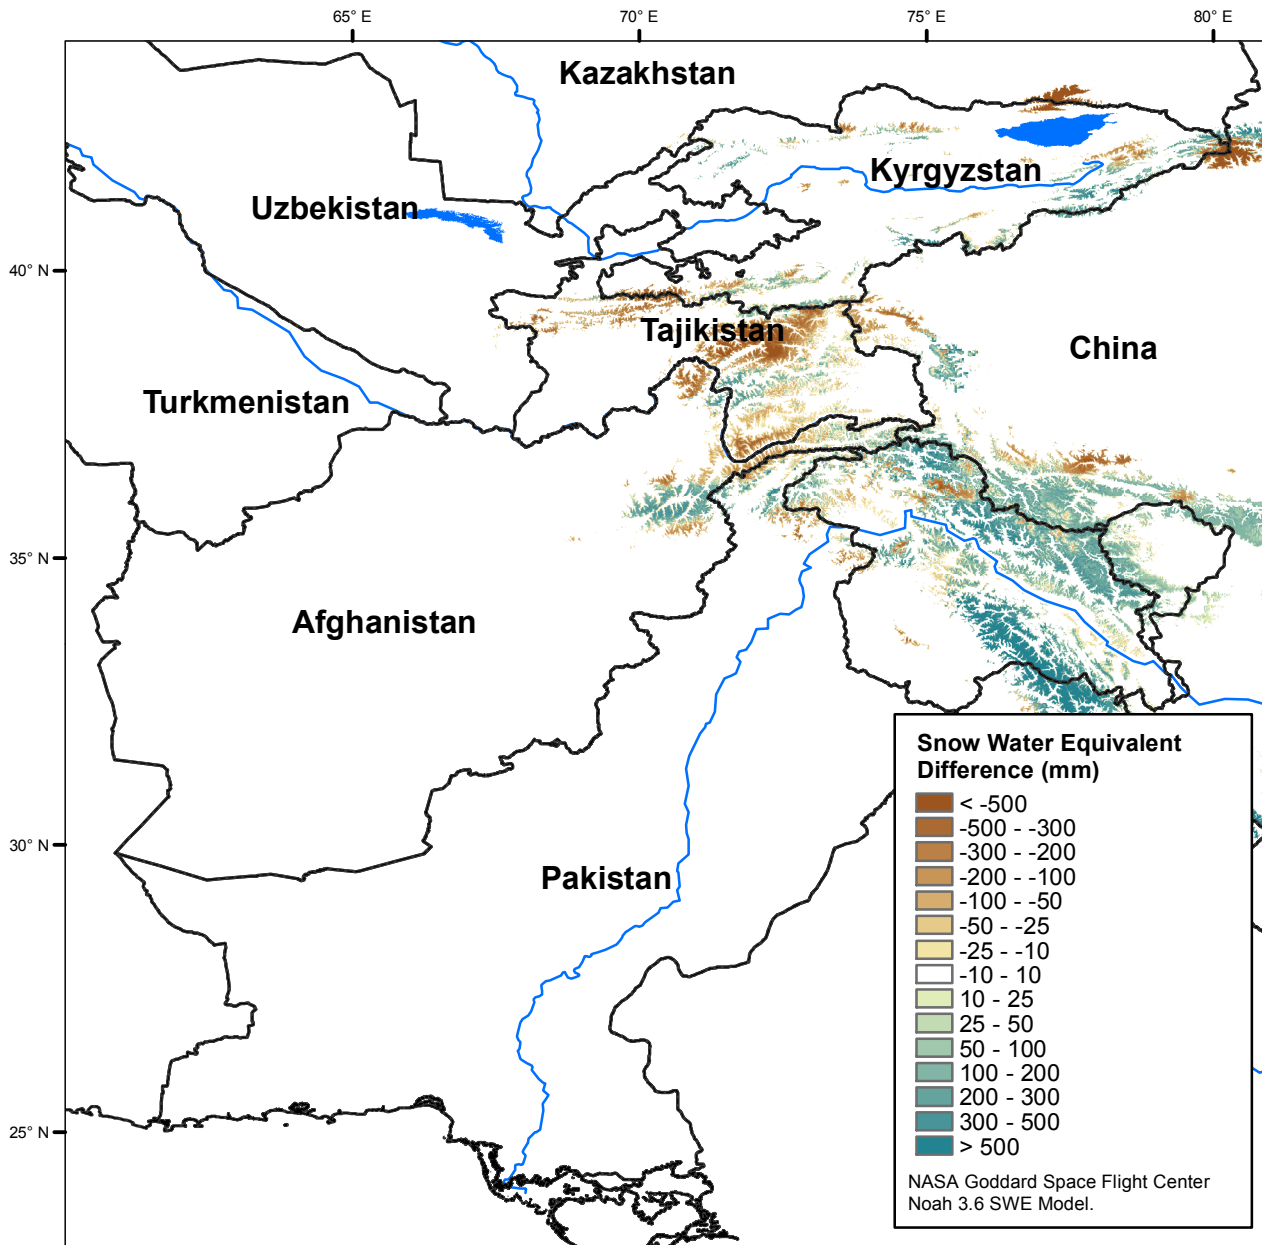 65° E
70° E
75° E
80° E
Kazakhstan
Kyrgyzstan
Uzbekistan
40° N
Tajikistan
China
Turkmenistan
35° N
Afghanistan
30° N
Pakistan
25° N
Snow Water Equivalent
Difference (mm)
< -500
-500 - -300
-300 - -200
-200 - -100
-100 - -50
-50 - -25
-25 - -10
-10 - 10
10 - 25
25 - 50
50 - 100
100 - 200
200 - 300
300 - 500
> 500
NASA Goddard Space Flight Center
Noah 3.6 SWE Model.